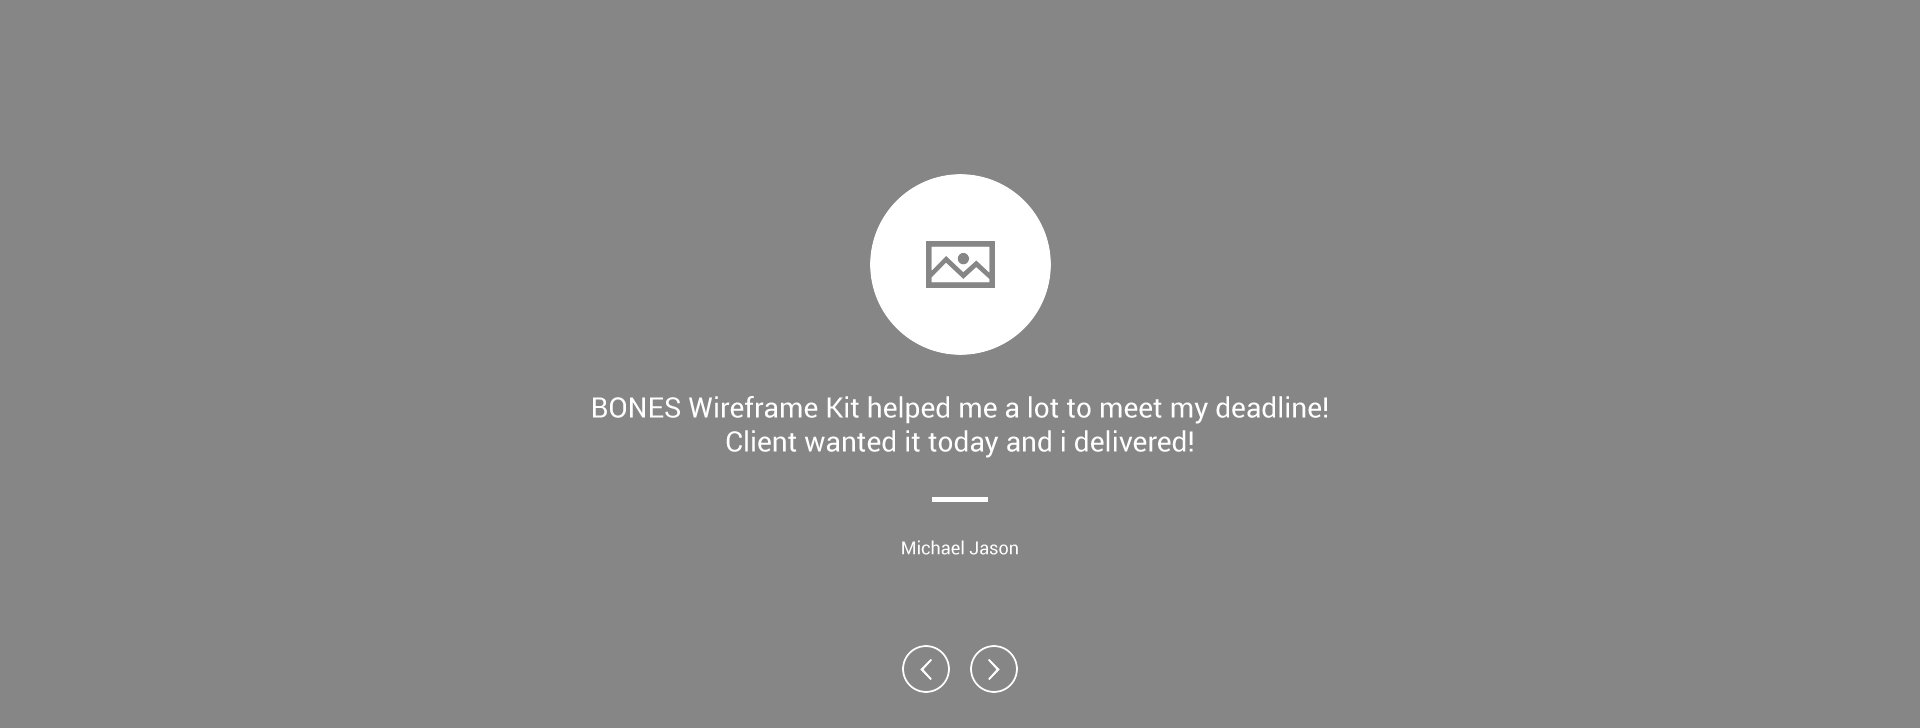 BONES Wireframe Kit helped me a lot to meet my deadline!
Client wanted it today and i delivered!
Michael Jason